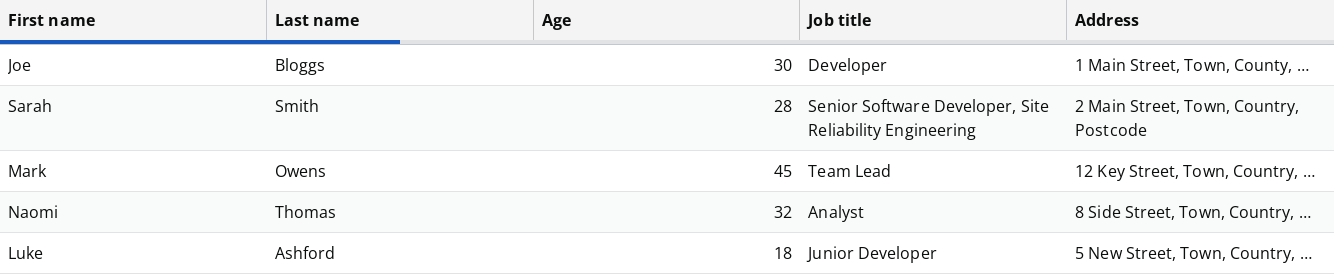 First name Last name Age Job title Address
Joe Bloggs 30 Developer 1 Main Street, Town, County, ...
Sarah Smith 28 Senior Software Developer, Site 2 Main Street, Town, Country,
Reliability Engineering Postcode
Mark Owens 45 Team Lead 12 Key Street, Town, Country, ...
Naomi Thomas 32 Analyst 8 Side Street, Town, Country, ...
Luke Ashford 18 Junior Developer 5 New Street, Town, Country, ...